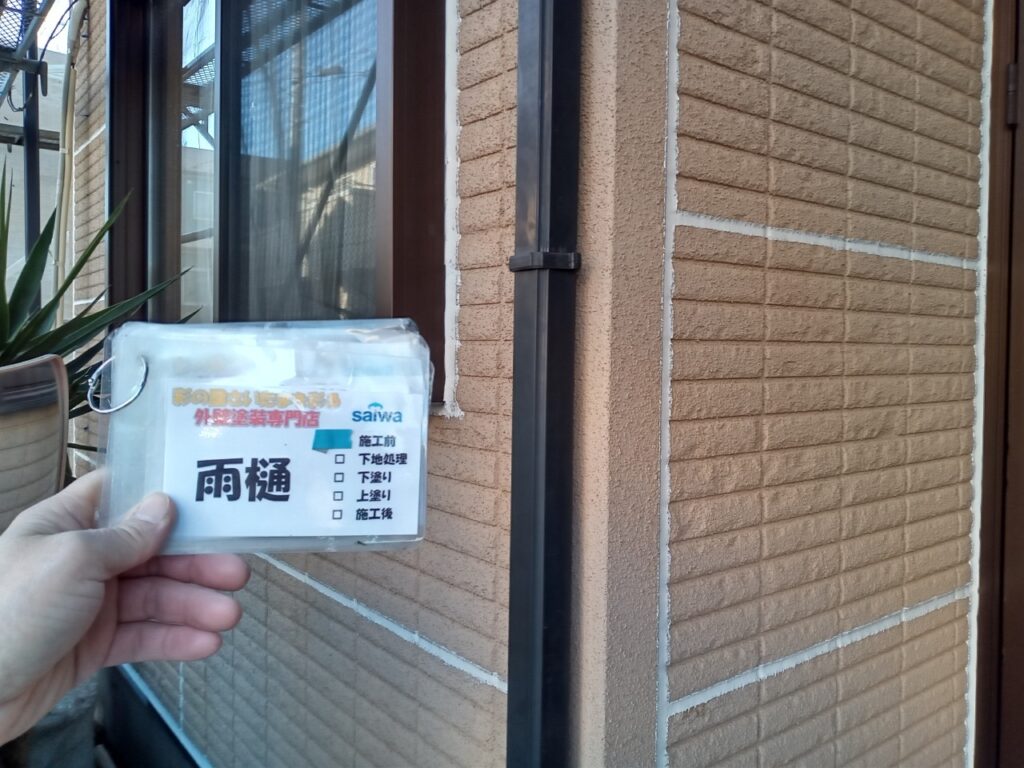 外壁塗装専門店
saiwa
雨樋
施工前
□ 下地処理
□ 下塗り
□ 上塗り
□ 施工後